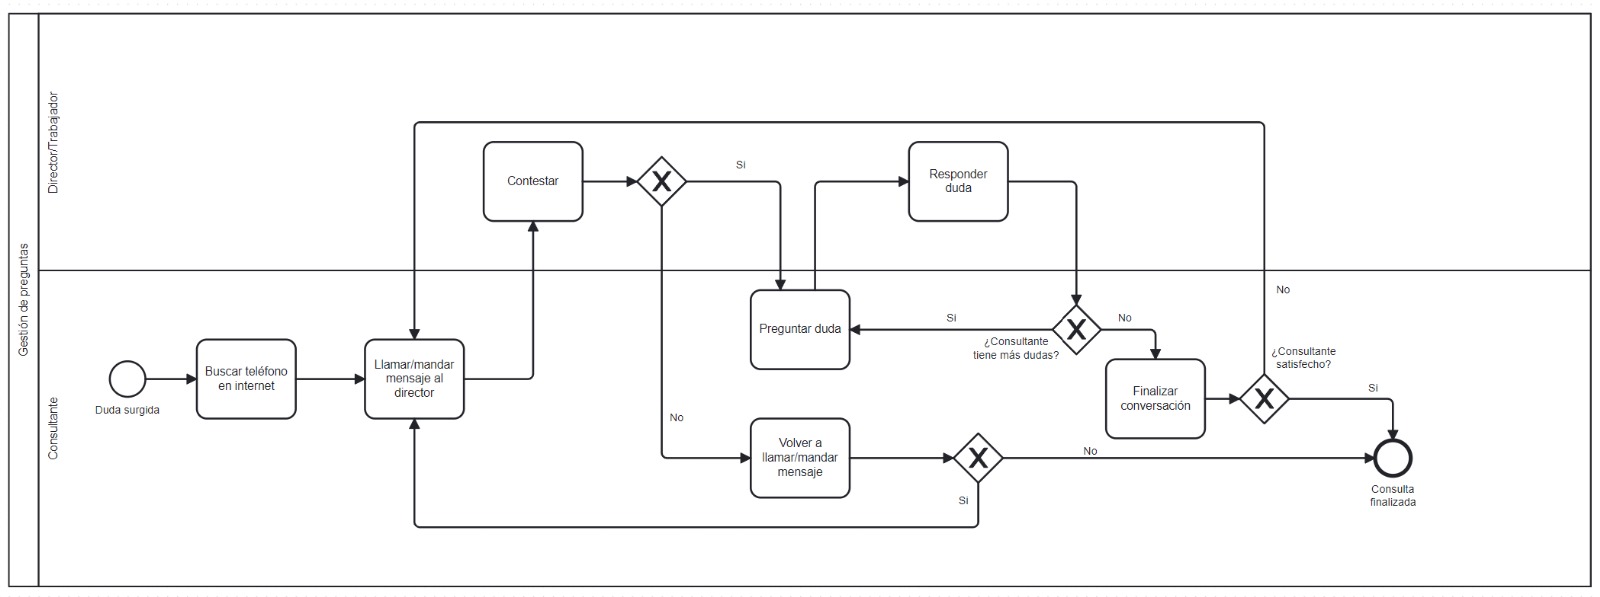 Gestión de preguntas
Director/Trabajador
Contestar
Si
Responder
duda
Consultante
Duda surgida
Buscar teléfono
en internet
Llamar/mandar
mensaje al
director
Preguntar duda
Si
¿Consultante
tiene más dudas?
No
Finalizar
conversación
No
¿Consultante
satisfecho?
Si
No
Volver a
llamar/mandar
mensaje
Si
No
Consulta
finalizada